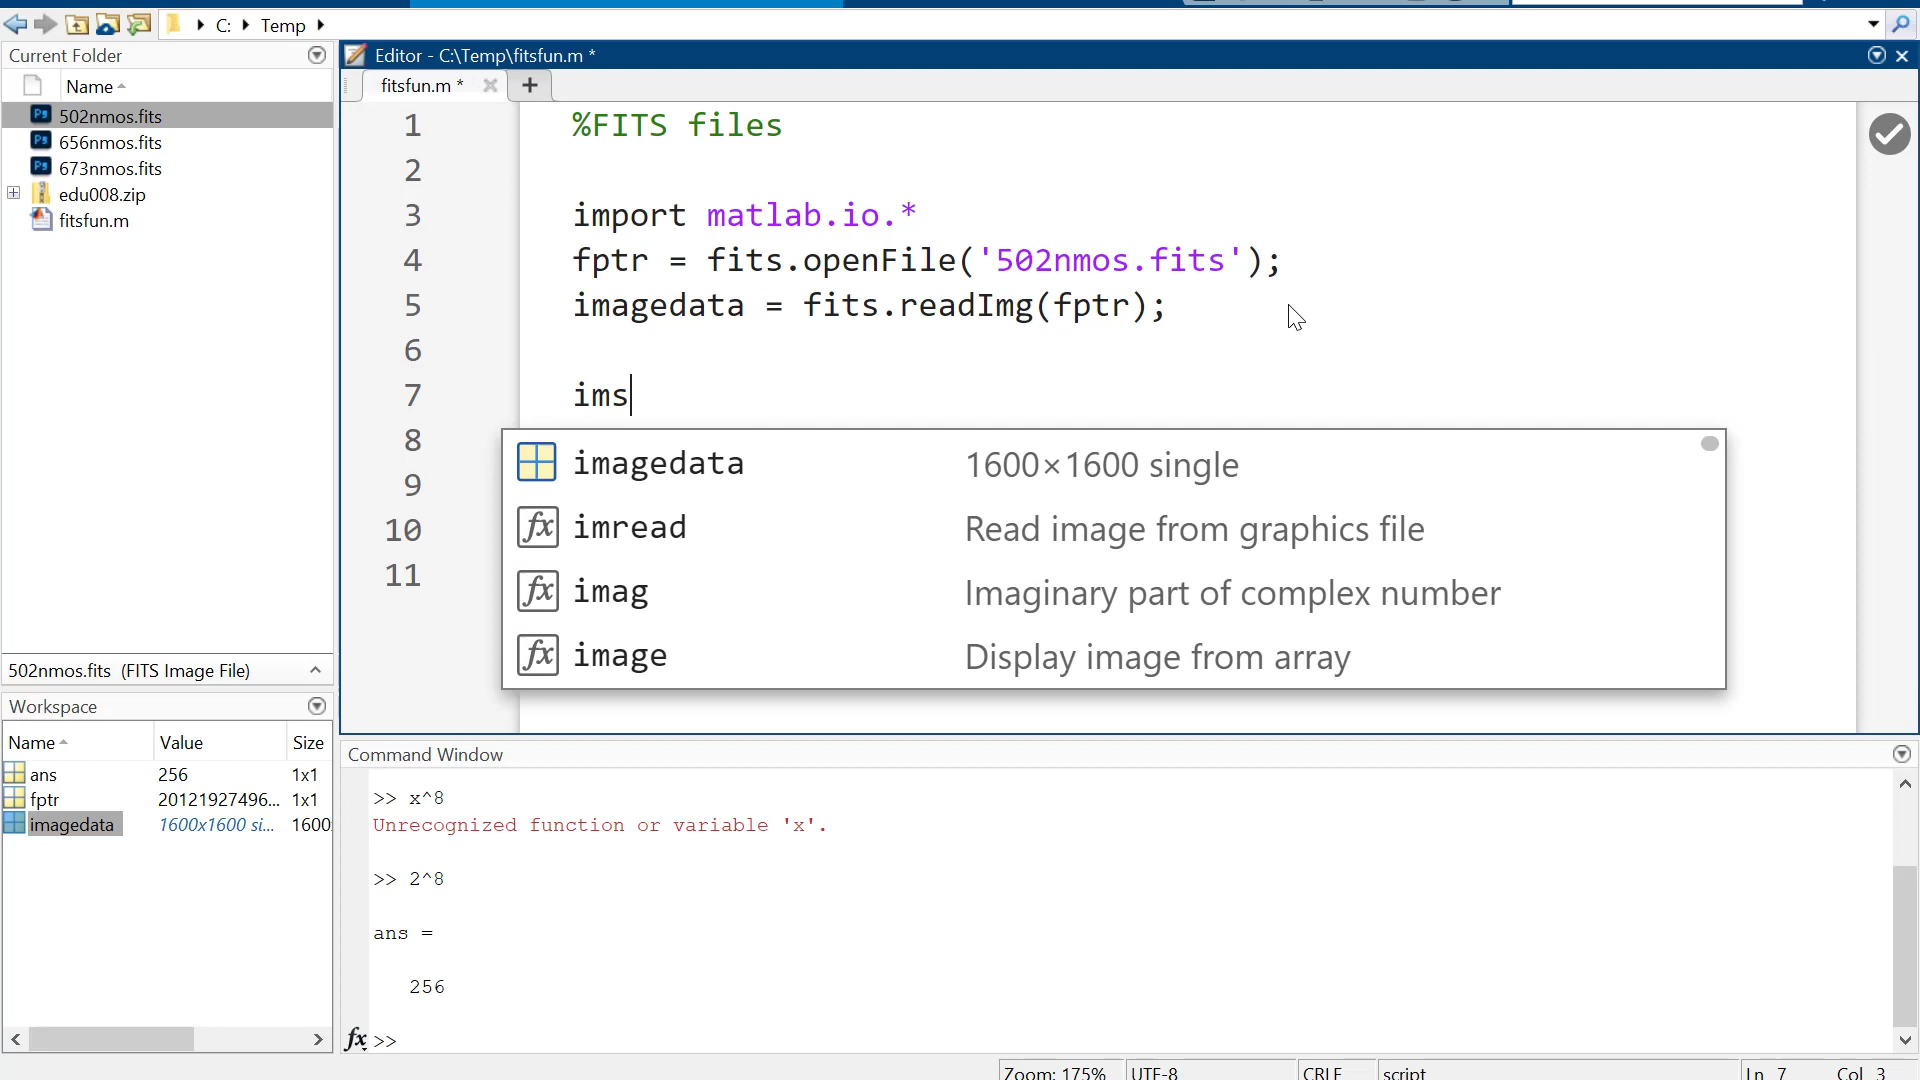 C: Temp
Current Folder
Editor - C:\Temp\fitsfun.m *
Name
fitsfun.m *
502nmos.fits
656nmos.fits
673nmos.fits
edu008.zip
fitsfun.m
1 %FITS files
2
3 import matlab.io.*
4 fptr = fits.openFile('502nmos.fits');
5 imagedata = fits.readImg(fptr);
6
7 ims
8
9
10
11
imagedata 1600×1600 single
fx imread Read image from graphics file
fx imag Imaginary part of complex number
fx image Display image from array
502nmos.fits (FITS Image File)
Workspace
Name Value Size
ans 256 1x1
fptr 20121927496... 1x1
imagedata 1600x1600 si... 1600
Command Window
>> x^8
Unrecognized function or variable 'x'.
>> 2^8
ans =
256
fx >>
Zoom: 175% UTF-8 CRLF script Ln 7 Col 3